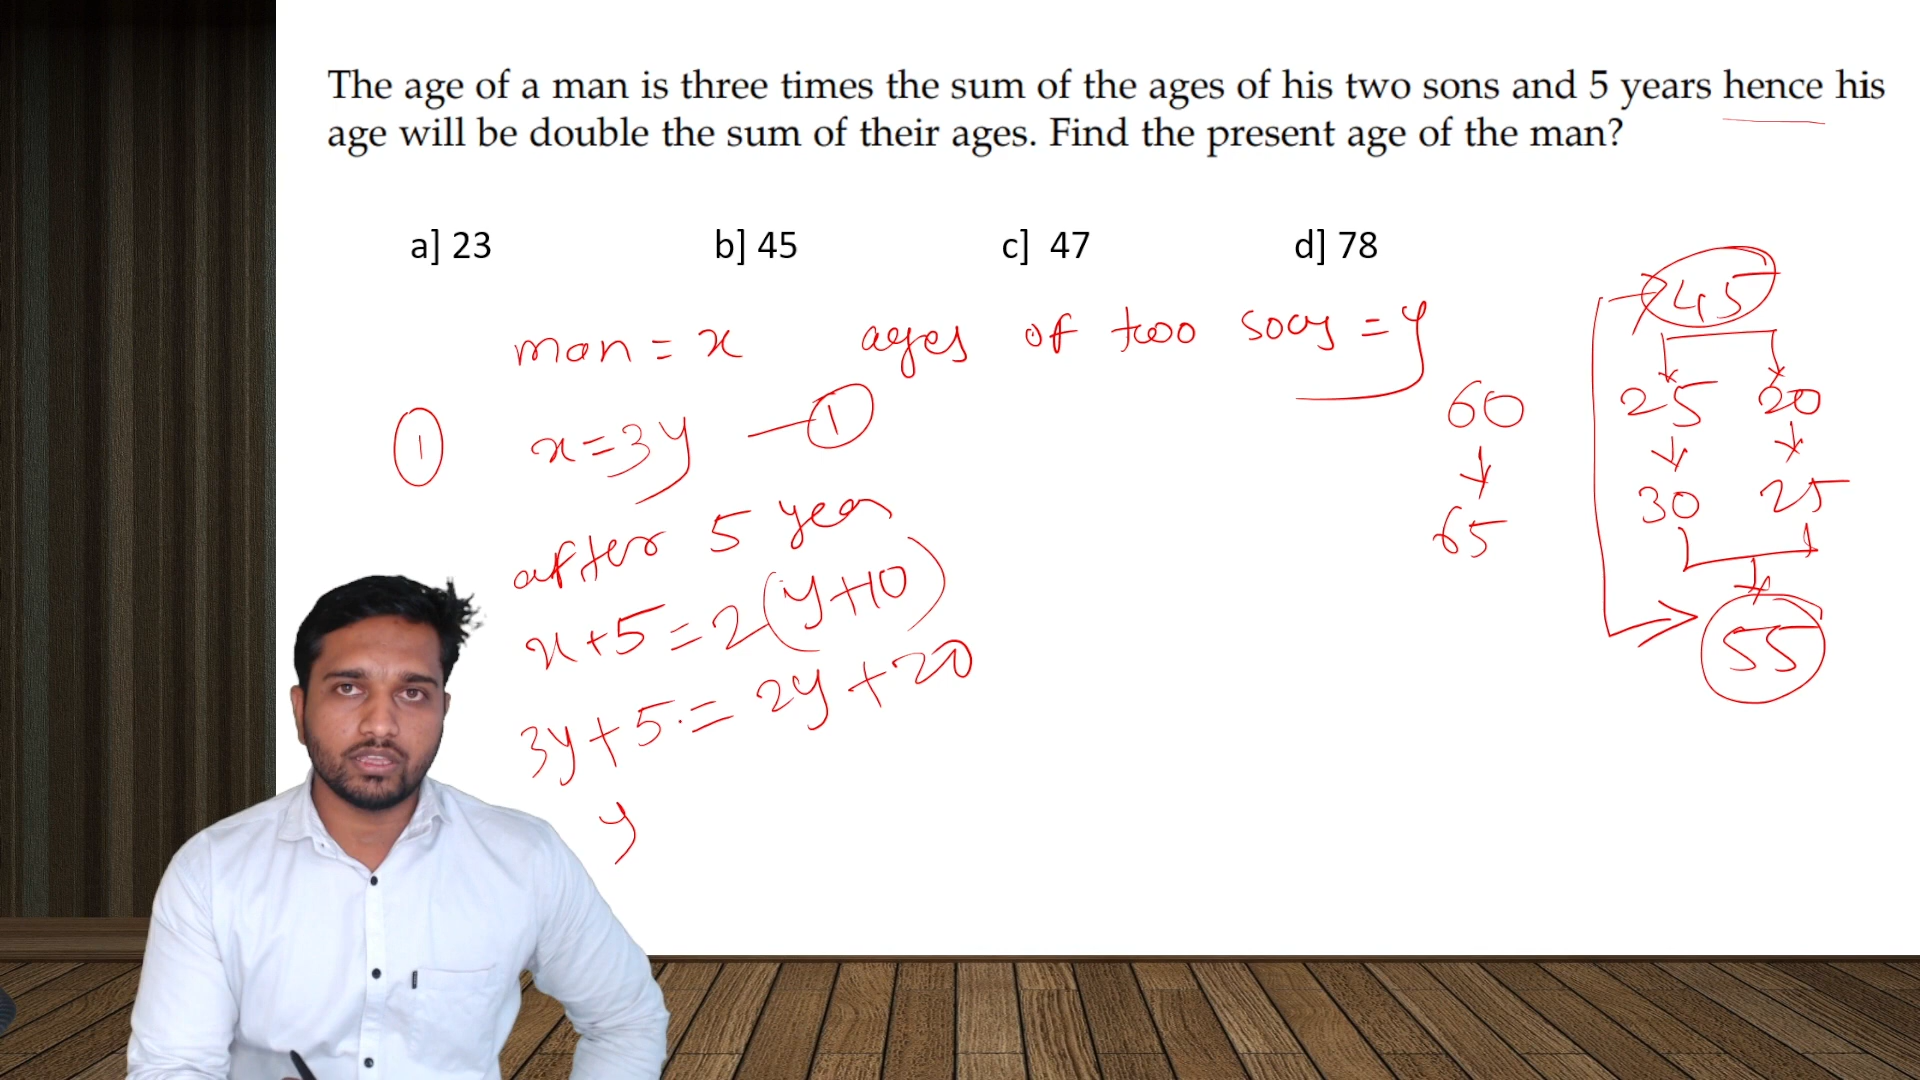 The age of a man is three times the sum of the ages of his two sons and 5 years hence his
age will be double the sum of their ages. Find the present age of the man?
a] 23 b] 45 c] 47 d] 78
man = x ages of two sons = y
① x=3y —①
after 5 year
x+5=2(y+10)
3y+5=2y+20
y
60
65
45
25 20
30 25
55